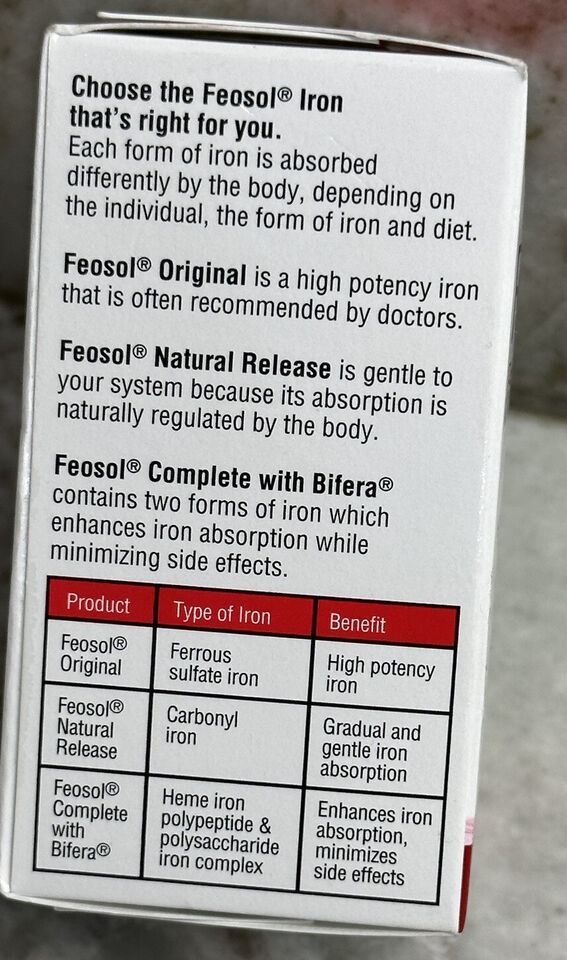 Choose the Feosol® Iron
that's right for you.
Each form of iron is absorbed
differently by the body, depending on
the individual, the form of iron and diet.
Feosol® Original is a high potency iron
that is often recommended by doctors.
Feosol® Natural Release is gentle to
your system because its absorption is
naturally regulated by the body.
Feosol® Complete with Bifera®
contains two forms of iron which
enhances iron absorption while
minimizing side effects.
Product Type of Iron Benefit
Feosol®
Original
Ferrous
sulfate iron
High potency
iron
Feosol®
Natural
Release
Carbonyl
iron
Gradual and
gentle iron
absorption
Feosol®
Complete
with
Bifera®
Heme iron
polypeptide &
polysaccharide
iron complex
Enhances iron
absorption,
minimizes
side effects